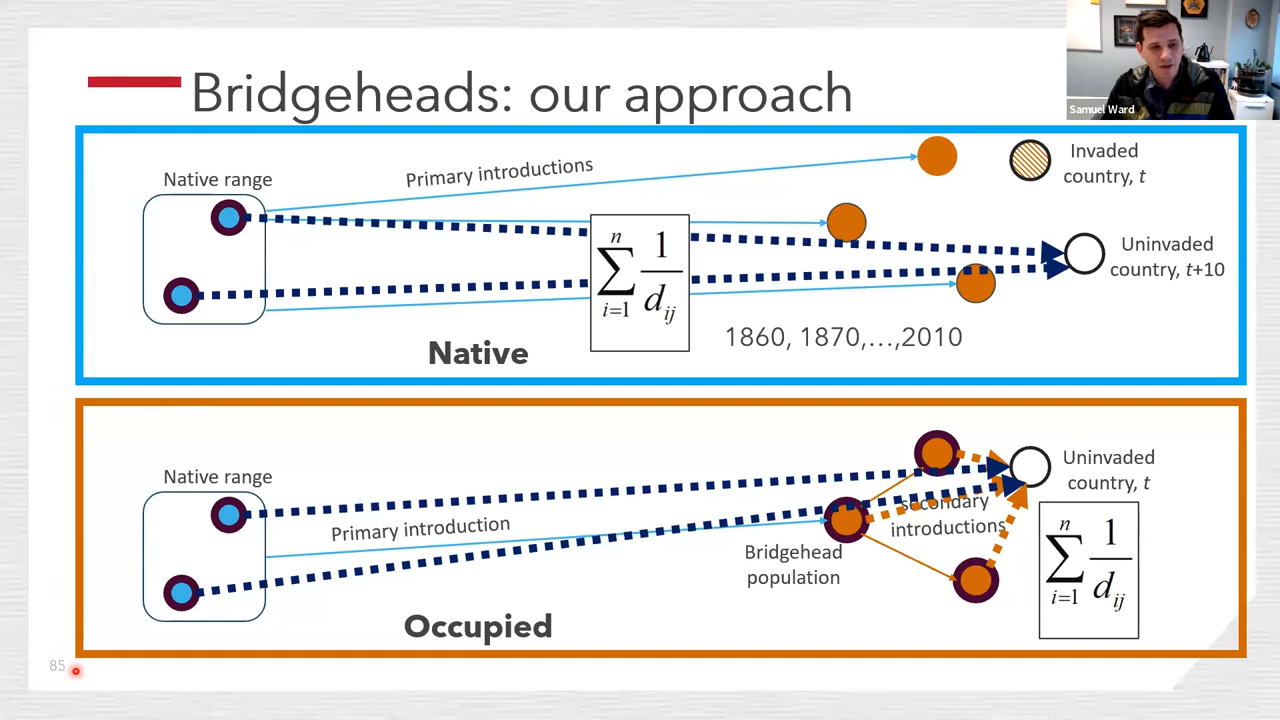 Bridgeheads: our approach
Samuel Ward
Native range
Primary introductions
Invaded
country, t
Uninvaded
country, t+10
n
∑ 1
i=1 d_ij
1860, 1870,…,2010
Native
Native range
Primary introduction
Uninvaded
country, t
secondary
introductions
Bridgehead
population
n
∑ 1
i=1 d_ij
Occupied
85